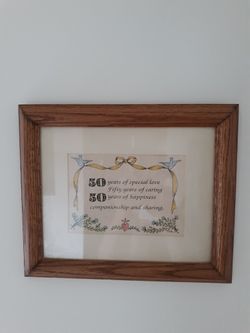 50 years of special love
Fifty years of caring
50 years of happiness
companionship and sharing.